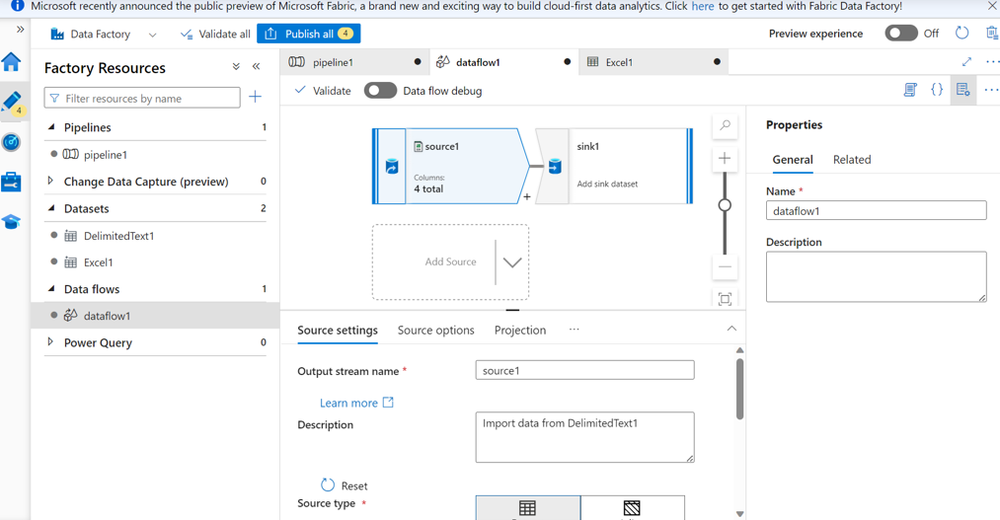 Microsoft recently announced the public preview of Microsoft Fabric, a brand new and exciting way to build cloud-first data analytics. Click here to get started with Fabric Data Factory!
Data Factory
Validate all
Publish all 4
Preview experience
Off
4
Factory Resources
Filter resources by name
Pipelines 1
pipeline1
Change Data Capture (preview) 0
Datasets 2
DelimitedText1
Excel1
Data flows 1
dataflow1
Power Query 0
pipeline1
dataflow1
Excel1
Validate
Data flow debug
{}
source1
Columns:
4 total
+
sink1
Add sink dataset
Add Source
Source settings
Source options
Projection
...
Output stream name *
source1
Learn more
Description
Import data from DelimitedText1
Reset
Source type *
Properties
General
Related
Name *
dataflow1
Description